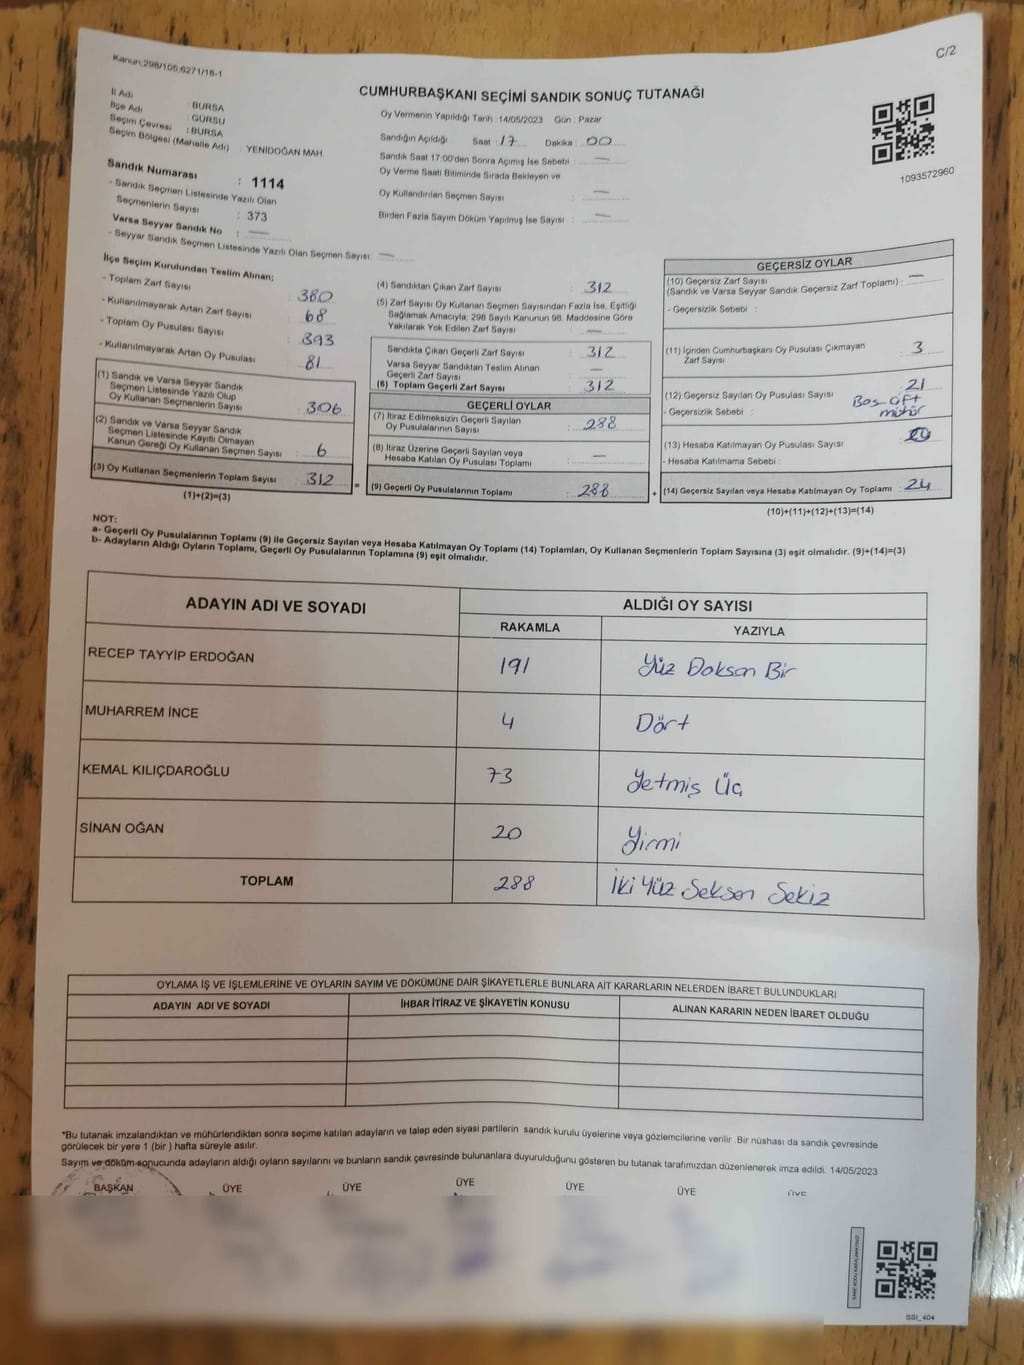 Kanun:298/105,6271/18-1
C/2
CUMHURBAŞKANI SEÇİMİ SANDIK SONUÇ TUTANAĞI
İl Adı : BURSA
İlçe Adı : GÜRSU
Seçim Çevresi : BURSA
Seçim Bölgesi (Mahalle Adı) : YENİDOĞAN MAH.
Sandık Numarası : 1114
- Sandık Seçmen Listesinde Yazılı Olan
Seçmenlerin Sayısı : 373
Varsa Seyyar Sandık No : —
- Seyyar Sandık Seçmen Listesinde Yazılı Olan Seçmen Sayısı: —
Oy Vermenin Yapıldığı Tarih :14/05/2023 Gün : Pazar
Sandığın Açıldığı Saat : 17 Dakika : 00
Sandık Saat 17:00'den Sonra Açımış İse Sebebi : —
Oy Verme Saati Bitiminde Sırada Bekleyen ve
Oy Kullandırılan Seçmen Sayısı : —
Birden Fazla Sayım Döküm Yapılmış İse Sayısı : —
1093572960
İlçe Seçim Kurulundan Teslim Alınan;
- Toplam Zarf Sayısı : 380
- Kullanılmayarak Artan Zarf Sayısı : 68
- Toplam Oy Pusulası Sayısı : 393
- Kullanılmayarak Artan Oy Pusulası : 81
(1) Sandık ve Varsa Seyyar Sandık
Seçmen Listesinde Yazılı Olup
Oy Kullanan Seçmenlerin Sayısı : 306
(2) Sandık ve Varsa Seyyar Sandık
Seçmen Listesinde Kayıtlı Olmayan
Kanun Gereği Oy Kullanan Seçmen Sayısı : 6
(3) Oy Kullanan Seçmenlerin Toplam Sayısı : 312
(1)+(2)=(3)
(4) Sandıktan Çıkan Zarf Sayısı : 312
(5) Zarf Sayısı Oy Kullanan Seçmen Sayısından Fazla İse, Eşitliği
Sağlamak Amacıyla; 298 Sayılı Kanunun 98. Maddesine Göre
Yakılarak Yok Edilen Zarf Sayısı : —
Sandıkta Çıkan Geçerli Zarf Sayısı : 312
Varsa Seyyar Sandıktan Teslim Alınan
Geçerli Zarf Sayısı : —
(6) Toplam Geçerli Zarf Sayısı : 312
GEÇERLİ OYLAR
(7) İtiraz Edilmeksizin Geçerli Sayılan
Oy Pusulalarının Sayısı : 288
(8) İtiraz Üzerine Geçerli Sayılan veya
Hesaba Katılan Oy Pusulası Toplamı : —
= (9) Geçerli Oy Pusulalarının Toplamı : 288 +
GEÇERSİZ OYLAR
(10) Geçersiz Zarf Sayısı
(Sandık ve Varsa Seyyar Sandık Geçersiz Zarf Toplamı) : —
- Geçersizlik Sebebi :
(11) İçinden Cumhurbaşkanı Oy Pusulası Çıkmayan
Zarf Sayısı : 3
(12) Geçersiz Sayılan Oy Pusulası Sayısı : 21
- Geçersizlik Sebebi : Boş çift
mühür
(13) Hesaba Katılmayan Oy Pusulası Sayısı :
- Hesaba Katılmama Sebebi :
(14) Geçersiz Sayılan veya Hesaba Katılmayan Oy Toplamı : 24
(10)+(11)+(12)+(13)=(14)
NOT:
a- Geçerli Oy Pusulalarının Toplamı (9) ile Geçersiz Sayılan veya Hesaba Katılmayan Oy Toplamı (14) Toplamları, Oy Kullanan Seçmenlerin Toplam Sayısına (3) eşit olmalıdır. (9)+(14)=(3)
b- Adayların Aldığı Oyların Toplamı, Geçerli Oy Pusulalarının Toplamına (9) eşit olmalıdır.
ADAYIN ADI VE SOYADI ALDIĞI OY SAYISI
RAKAMLA YAZIYLA
RECEP TAYYİP ERDOĞAN 191 Yüz Doksan Bir
MUHARREM İNCE 4 Dört
KEMAL KILIÇDAROĞLU 73 Yetmiş Üç
SİNAN OĞAN 20 Yirmi
TOPLAM 288 İki Yüz Seksen Sekiz
OYLAMA İŞ VE İŞLEMLERİNE VE OYLARIN SAYIM VE DÖKÜMÜNE DAİR ŞİKAYETLERLE BUNLARA AİT KARARLARIN NELERDEN İBARET BULUNDUKLARI
ADAYIN ADI VE SOYADI İHBAR İTİRAZ VE ŞİKAYETİN KONUSU ALINAN KARARIN NEDEN İBARET OLDUĞU
*Bu tutanak imzalandıktan ve mühürlendikten sonra seçime katılan adayların ve talep eden siyasi partilerin sandık kurulu üyelerine veya gözlemcilerine verilir .Bir nüshası da sandık çevresinde
görülecek bir yere 1 (bir ) hafta süreyle asılır.
Sayım ve döküm sonucunda adayların aldığı oyların sayılarını ve bunların sandık çevresinde bulunanlara duyurulduğunu gösteren bu tutanak tarafımızdan düzenlenerek imza edildi. 14/05/2023
BAŞKAN ÜYE ÜYE ÜYE ÜYE ÜYE ÜYE
SSI_404